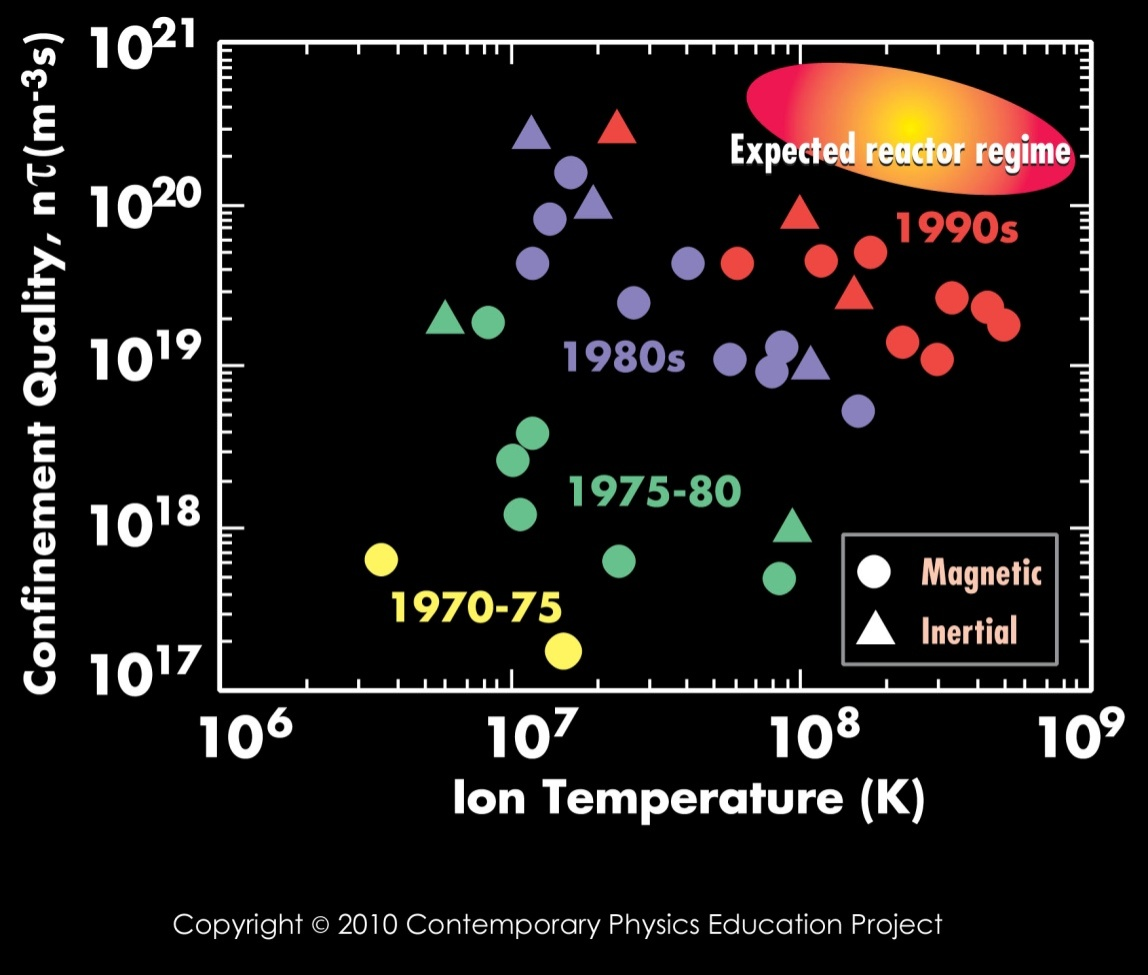 10²¹
10²⁰
10¹⁹
10¹⁸
10¹⁷
Confinement Quality, nτ(m⁻³s)
Expected reactor regime
1990s
1980s
1975-80
1970-75
Magnetic
Inertial
10⁶ 10⁷ 10⁸ 10⁹
Ion Temperature (K)
Copyright © 2010 Contemporary Physics Education Project